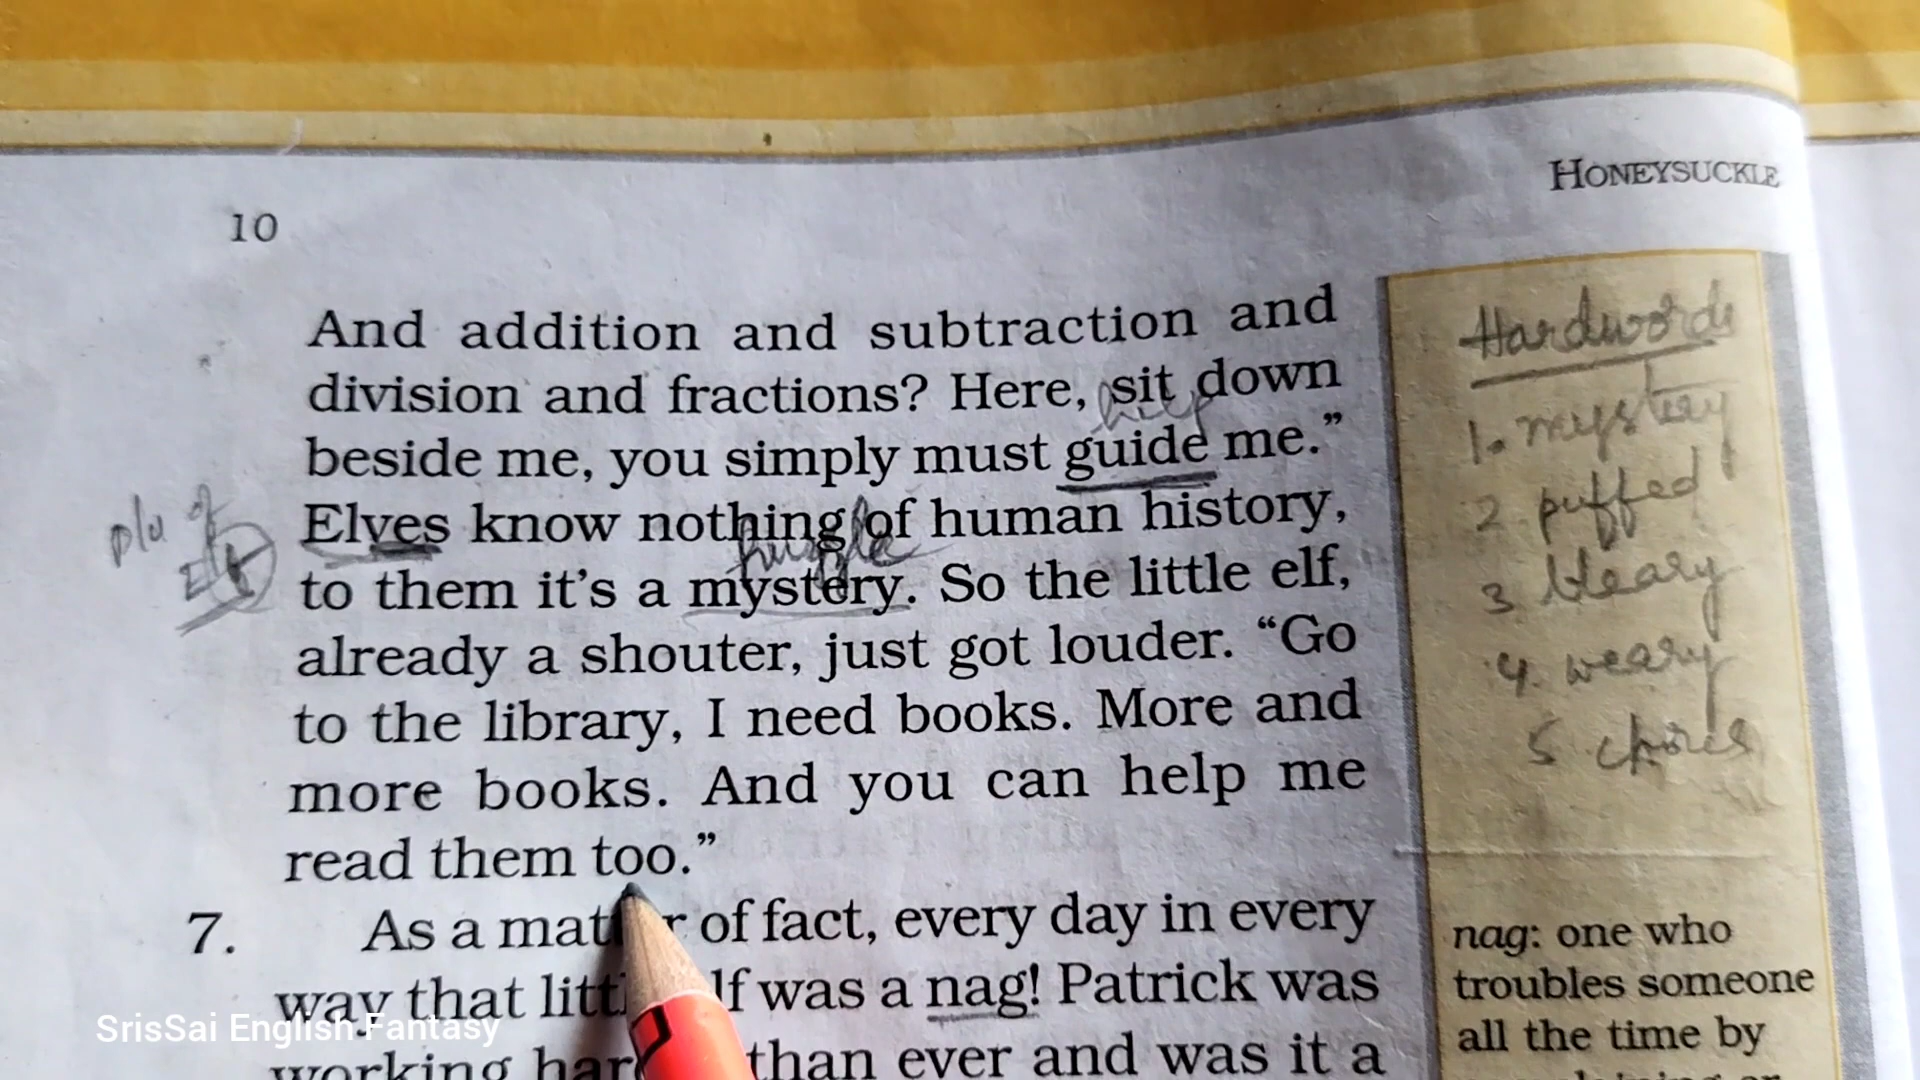 HONEYSUCKLE
10
And addition and subtraction and
division and fractions? Here, sit down
help
beside me, you simply must guide me.”
plu of
Elves know nothing of human history,
to them it’s a mystery. So the little elf,
already a shouter, just got louder. “Go
to the library, I need books. More and
more books. And you can help me
read them too.”
7. As a of fact, every day in every
way that was a nag! Patrick was
working than ever and was it a
Hardwords
1. mystery
2. puffed
3 bleary
4. weary
5. chores
nag: one who
troubles someone
all the time by
SrisSai English Fantasy